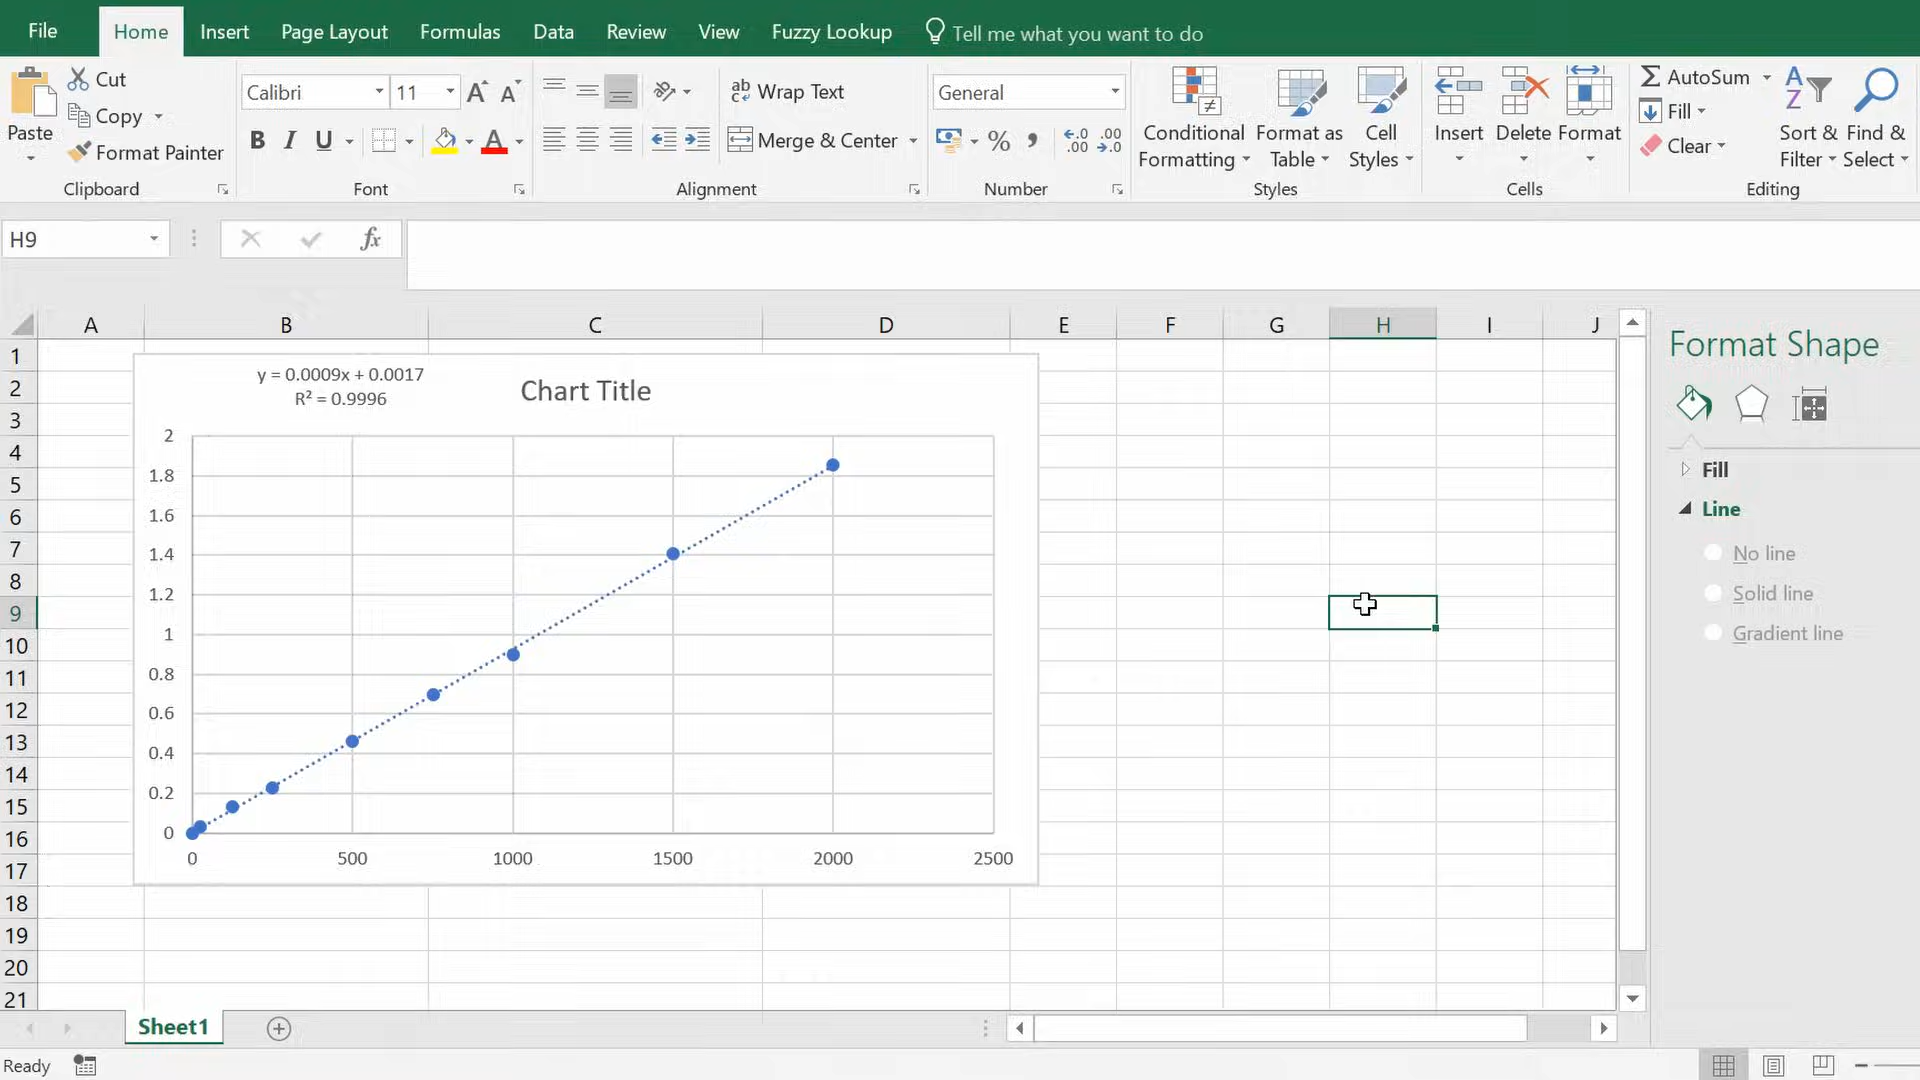 File Home Insert Page Layout Formulas Data Review View Fuzzy Lookup Tell me what you want to do
Paste
Cut
Copy
Format Painter
Clipboard
Calibri 11
B I U
Font
Wrap Text
Merge & Center
Alignment
General
Number
Conditional Formatting
Format as Table
Cell Styles
Styles
Insert
Delete
Format
Cells
AutoSum
Fill
Clear
Sort & Filter
Find & Select
Editing
H9
fx
A B C D E F G H I J
1
2
3
4
5
6
7
8
9
10
11
12
13
14
15
16
17
18
19
20
21
y = 0.0009x + 0.0017
R² = 0.9996
Chart Title
2
1.8
1.6
1.4
1.2
1
0.8
0.6
0.4
0.2
0
0 500 1000 1500 2000 2500
Format Shape
Fill
Line
No line
Solid line
Gradient line
Sheet1
Ready